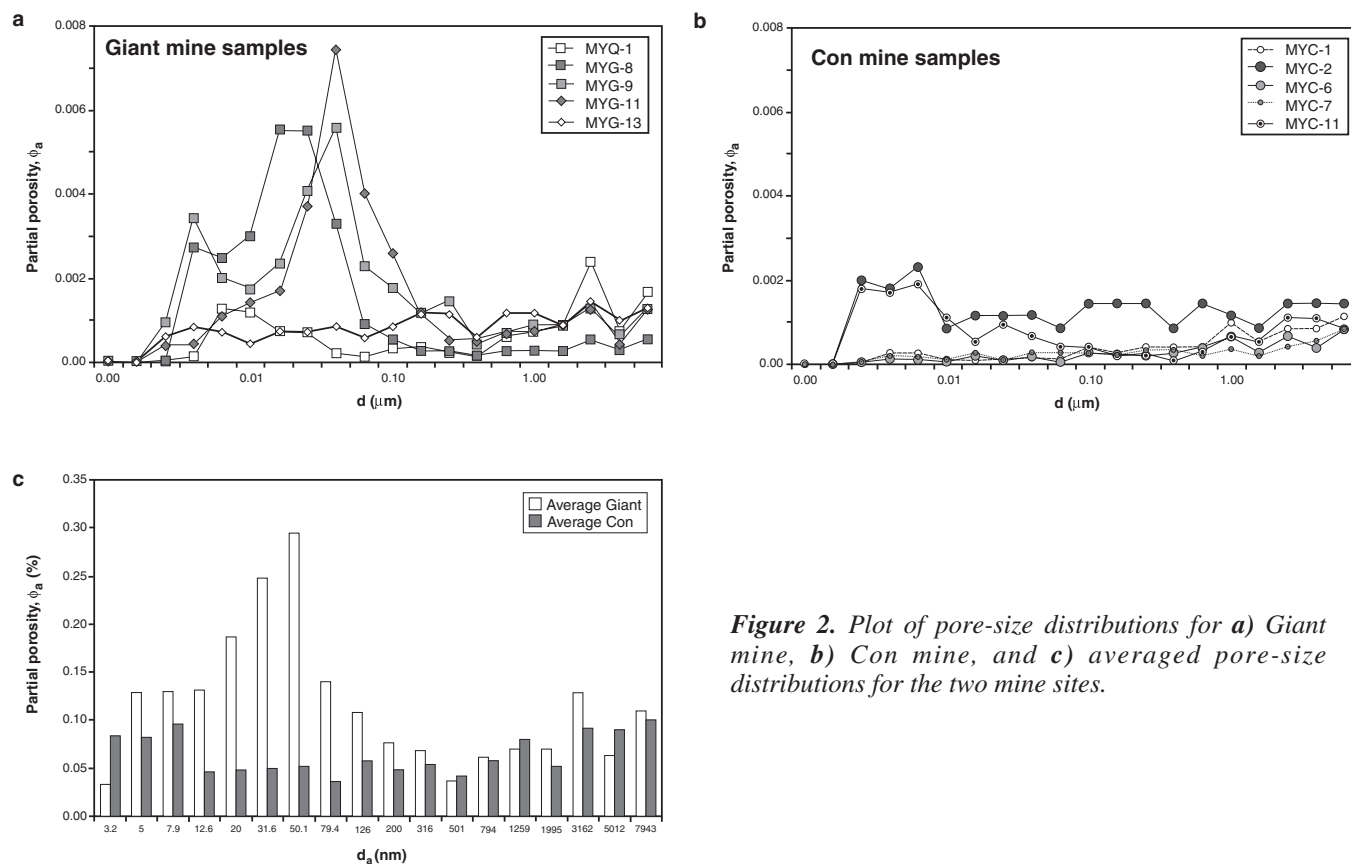 a
Giant mine samples
MYQ-1
MYG-8
MYG-9
MYG-11
MYG-13
Partial porosity, ϕa
0.008
0.006
0.004
0.002
0.00
0.00 0.01 0.10 1.00
d (µm)
b
Con mine samples
MYC-1
MYC-2
MYC-6
MYC-7
MYC-11
Partial porosity, ϕa
0.008
0.006
0.004
0.002
0.000
0.00 0.01 0.10 1.00
d (µm)
c
Average Giant
Average Con
Partial porosity, ϕa (%)
0.35
0.30
0.25
0.20
0.15
0.10
0.05
0.00
3.2 5 7.9 12.6 20 31.6 50.1 79.4 126 200 316 501 794 1259 1995 3162 5012 7943
da (nm)
Figure 2. Plot of pore-size distributions for a) Giant
mine, b) Con mine, and c) averaged pore-size
distributions for the two mine sites.